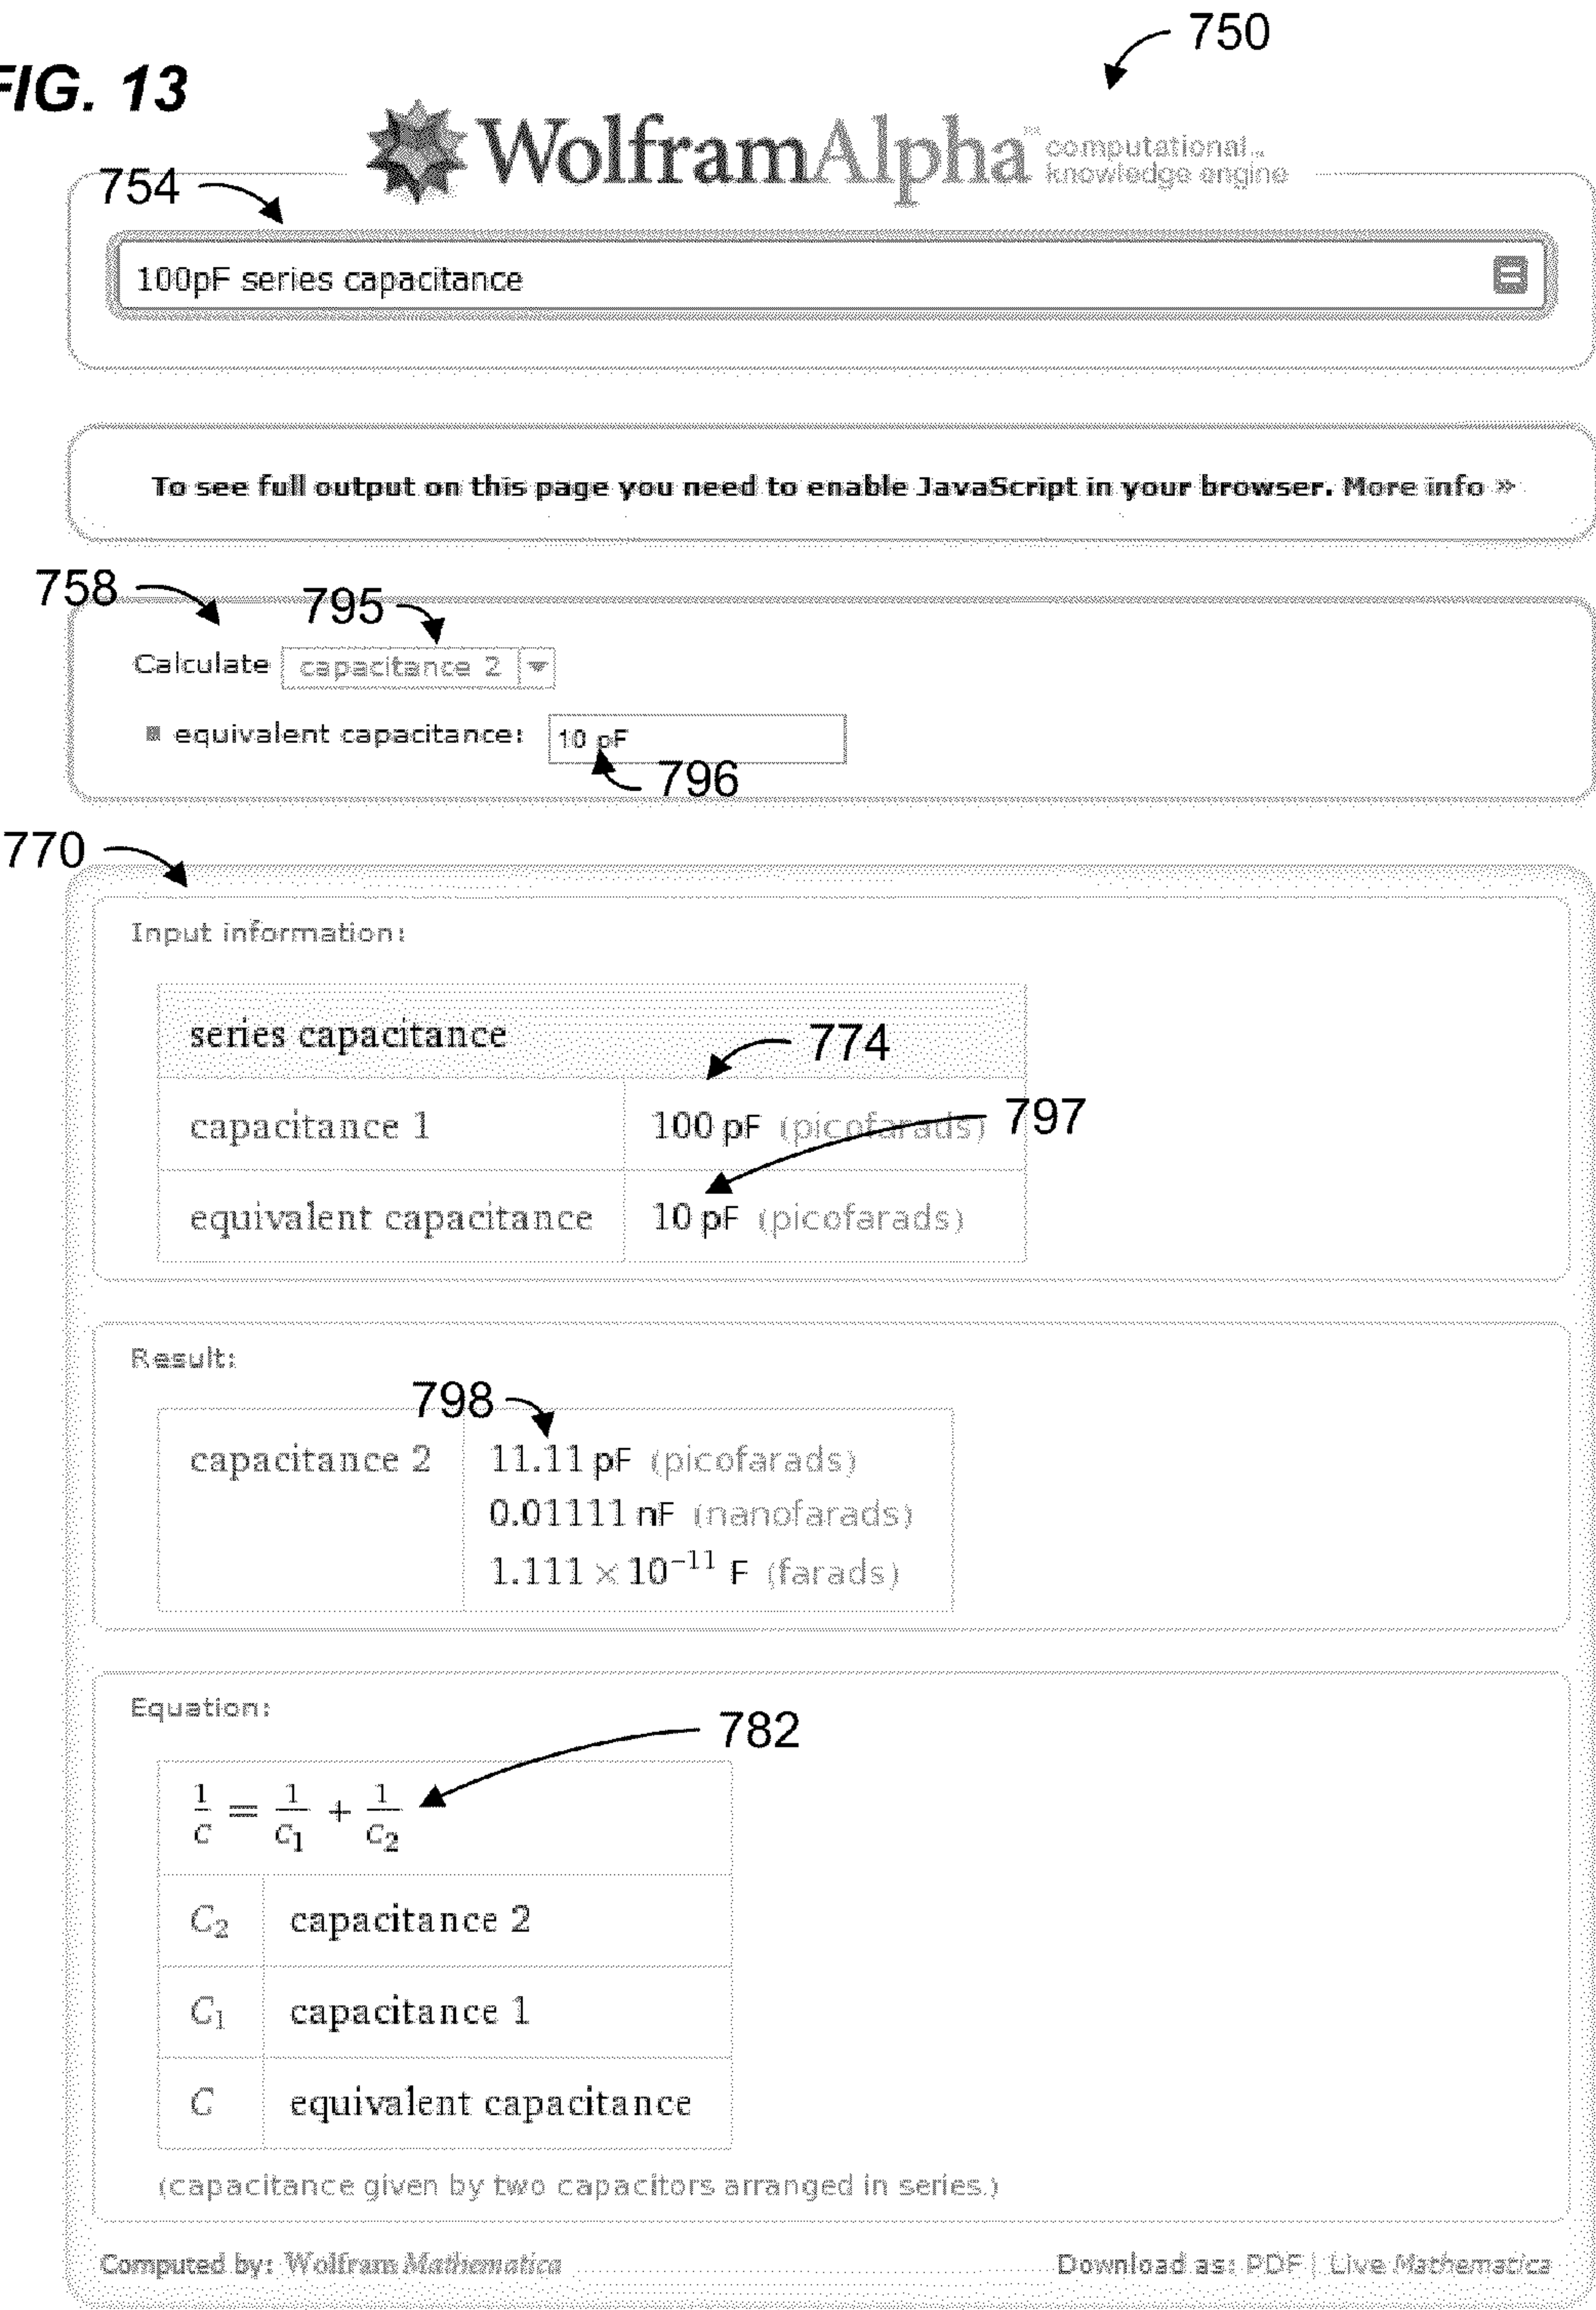 750
FIG. 13
WolframAlpha™ computational™ knowledge engine
754
100pF series capacitance
To see full output on this page you need to enable JavaScript in your browser. More info »
758
795
Calculate capacitance 2
equivalent capacitance: 10 pF
796
770
Input information:
series capacitance
774
capacitance 1 100 pF (picofarads)
797
equivalent capacitance 10 pF (picofarads)
Result:
798
capacitance 2 11.11 pF (picofarads)
0.01111 nF (nanofarads)
1.111 × 10⁻¹¹ F (farads)
Equation:
782
1/C = 1/C₁ + 1/C₂
C₂ capacitance 2
C₁ capacitance 1
C equivalent capacitance
(capacitance given by two capacitors arranged in series.)
Computed by: Wolfram Mathematica Download as: PDF | Live Mathematica